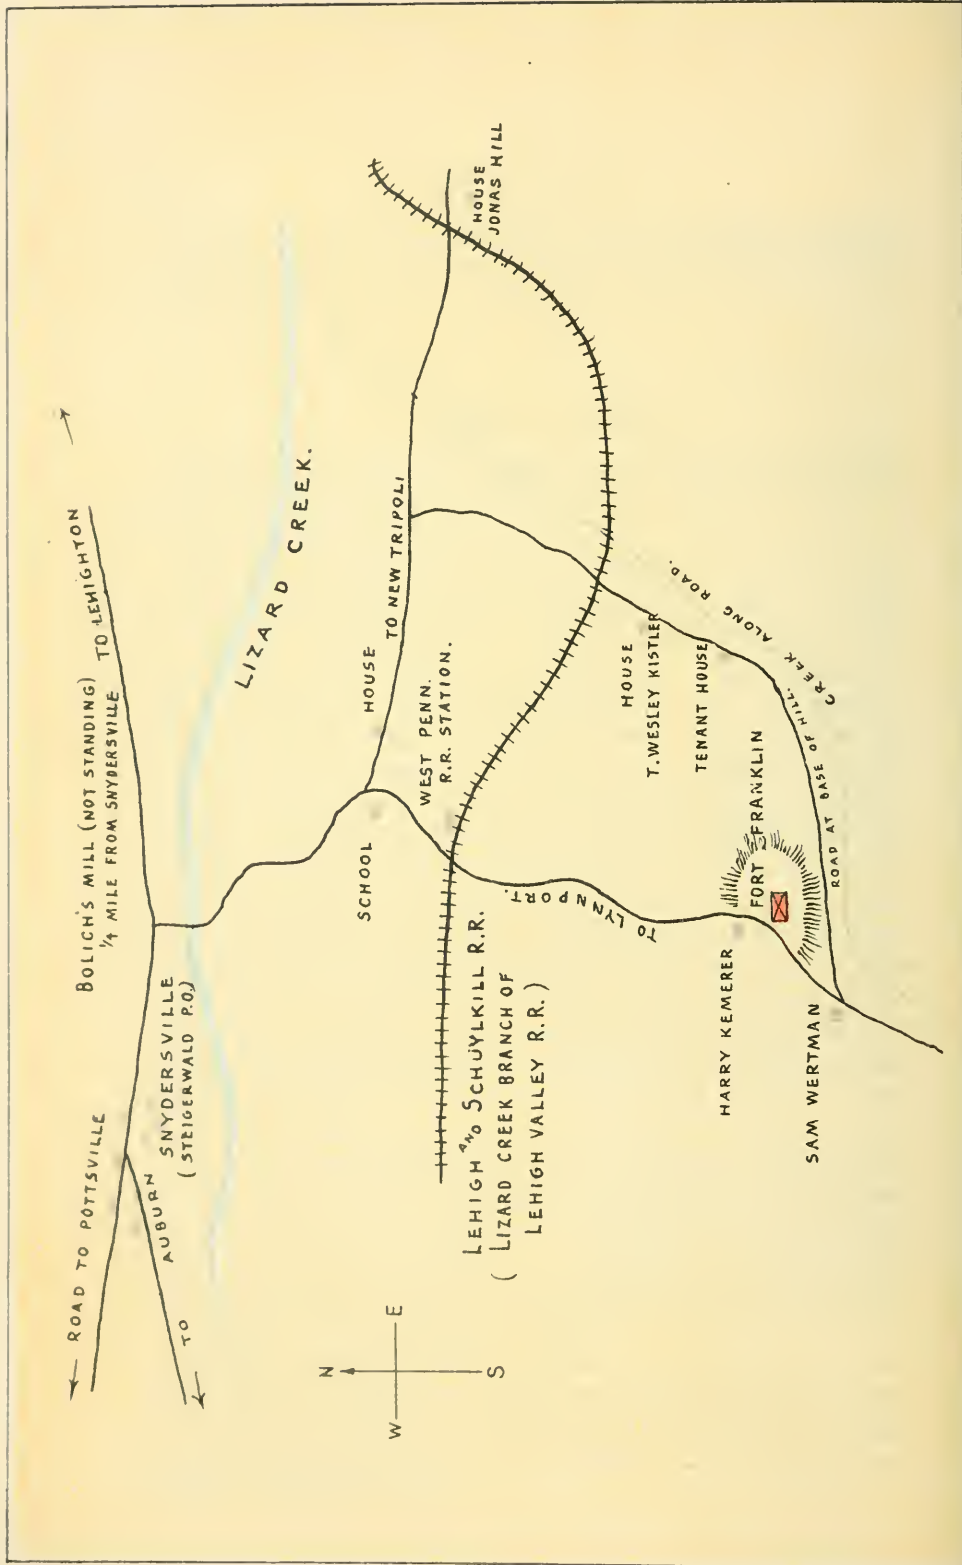 BOLICH'S MILL (NOT STANDING)
¼ MILE FROM SNYDERSVILLE
TO LEHIGHTON
ROAD TO POTTSVILLE
SNYDERSVILLE
(STEIGERWALD P.O.)
TO AUBURN
LIZARD CREEK.
N
W
E
S
SCHOOL
HOUSE
TO NEW TRIPOLI
HOUSE
JONAS HILL
WEST PENN.
R.R. STATION.
LEHIGH AND SCHUYLKILL R.R.
(LIZARD CREEK BRANCH OF
LEHIGH VALLEY R.R.)
TO LYNNPORT.
HOUSE
T. WESLEY KISTLER
TENANT HOUSE
CREEK ALONG ROAD.
HARRY KEMERER
FORT FRANKLIN
ROAD AT BASE OF HILL.
SAM WERTMAN